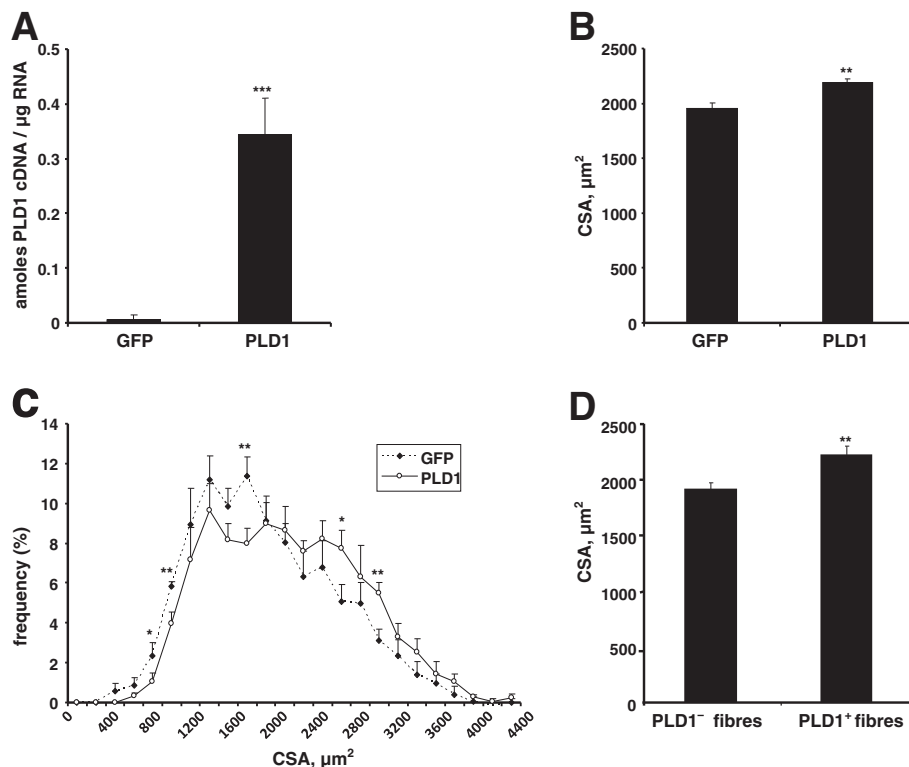 A
amoles PLD1 cDNA / µg RNA
0.5
0.4
0.3
0.2
0.1
0
***
GFP PLD1
B
CSA, µm²
2500
2000
1500
1000
500
0
**
GFP PLD1
C
frequency (%)
14
12
10
8
6
4
2
0
*
**
**
*
**
GFP
PLD1
0 400 800 1200 1600 2000 2400 2800 3200 3600 4000 4400
CSA, µm²
D
CSA, µm²
2500
2000
1500
1000
500
0
**
PLD1⁻ fibres PLD1⁺ fibres